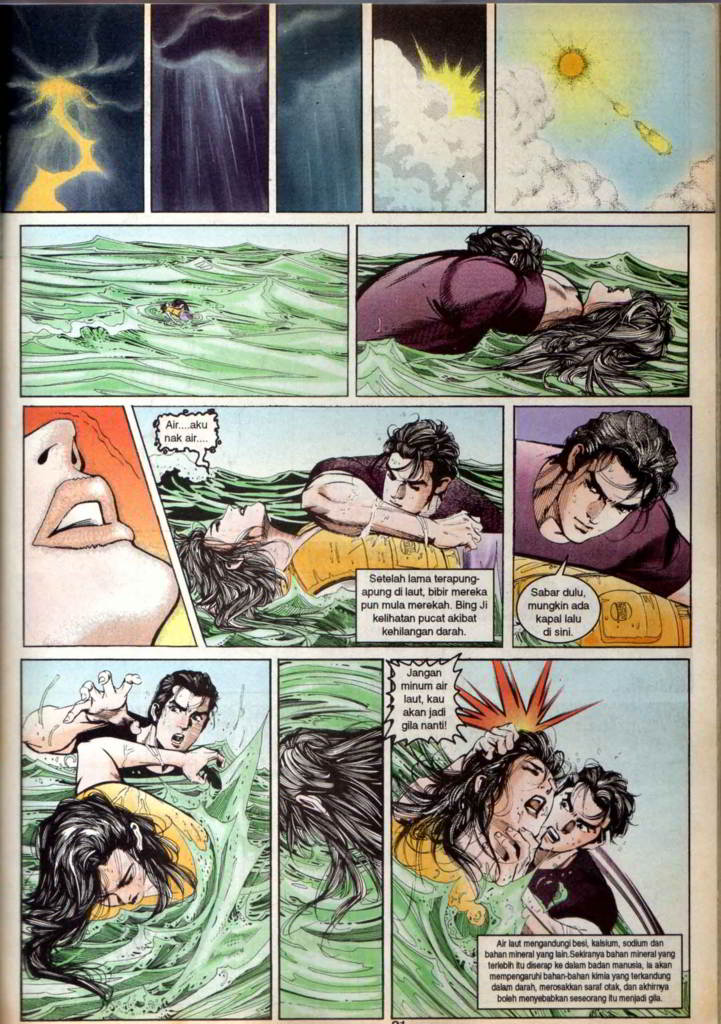 Air....aku
nak air....
Setelah lama terapung-
apung di laut, bibir mereka
pun mula merekah. Bing Ji
kelihatan pucat akibat
kehilangan darah.
Sabar dulu,
mungkin ada
kapal lalu
di sini.
Jangan
minum air
laut, kau
akan jadi
gila nanti!
Air laut mengandungi besi, kalsium, sodium dan
bahan mineral yang lain.Sekiranya bahan mineral yang
terlebih itu diserap ke dalam badan manusia, ia akan
mempengaruhi bahan-bahan kimia yang terkandung
dalam darah, merosakkan saraf otak, dan akhirnya
boleh menyebabkan seseorang itu menjadi gila.